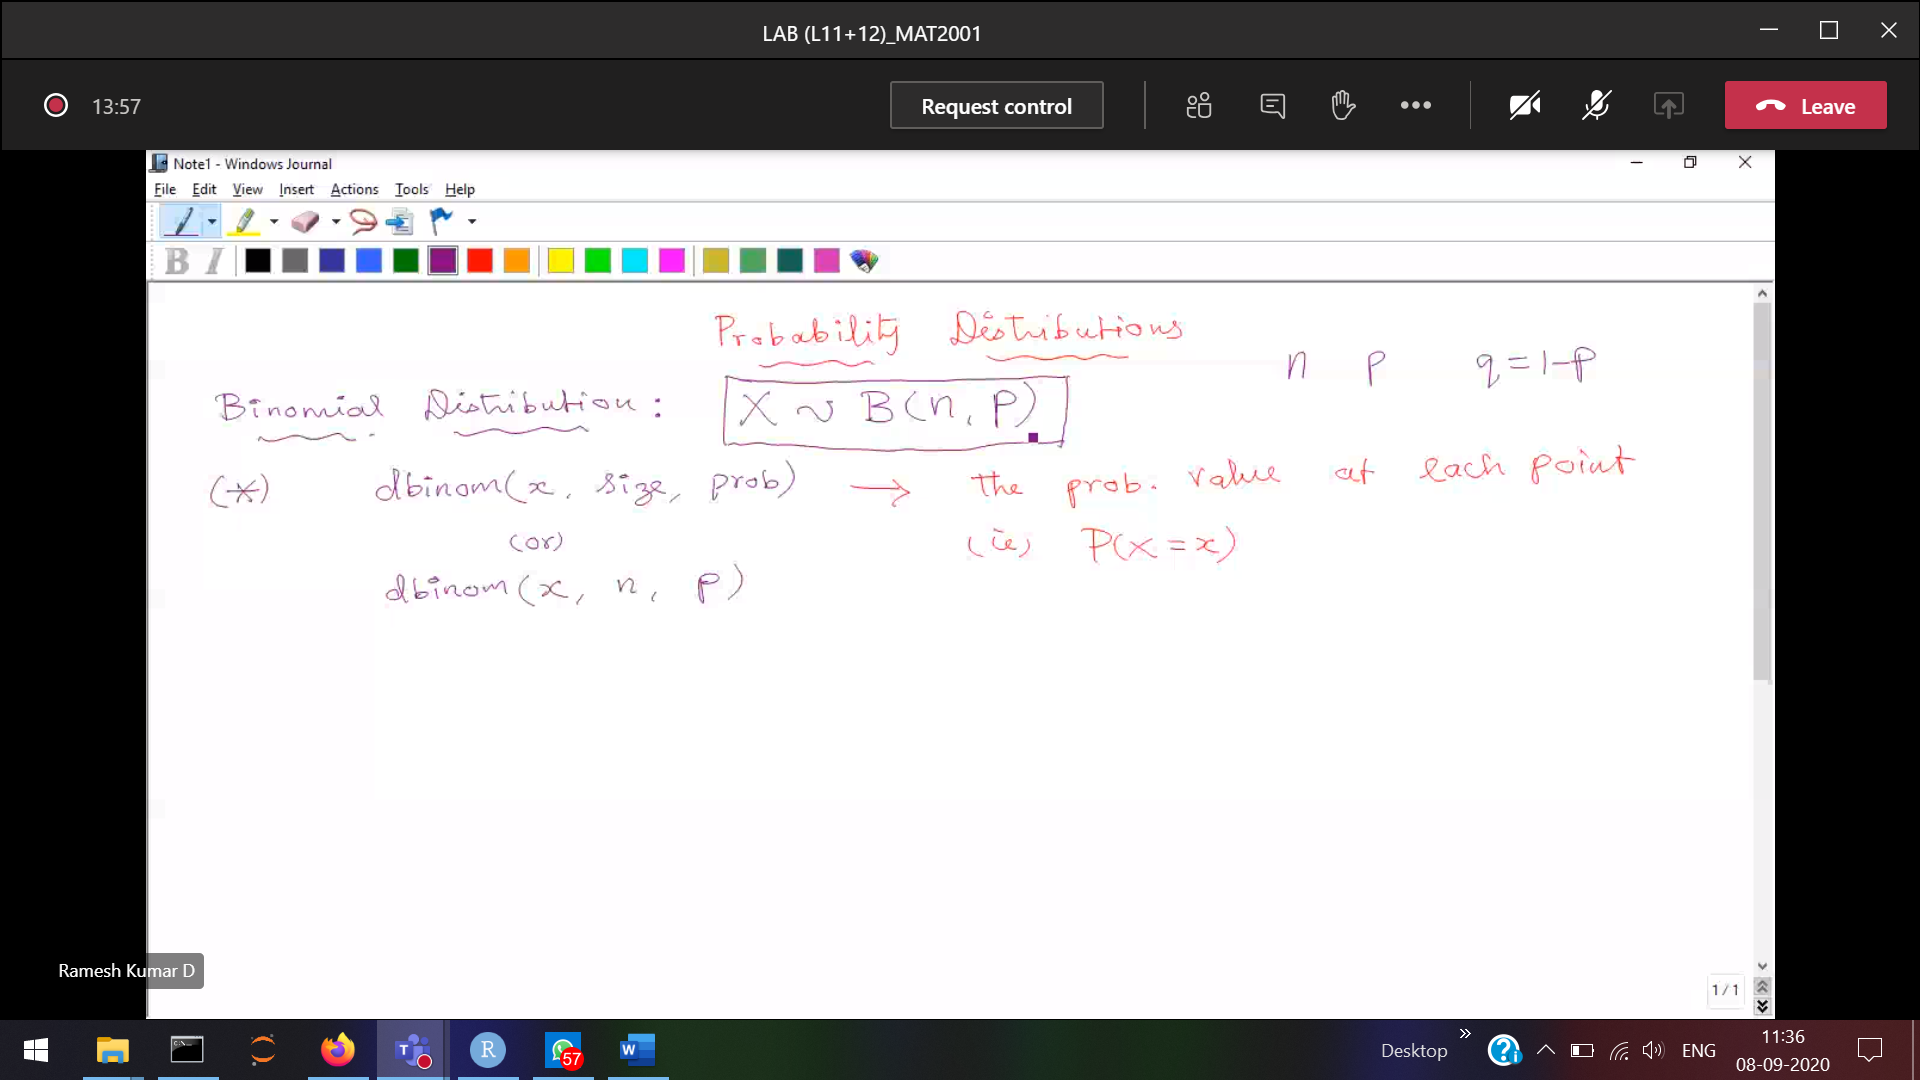 LAB (L11+12)_MAT2001
13:57
Request control
Leave
Note1 - Windows Journal
File Edit View Insert Actions Tools Help
B I
Probability Distributions
n p q = 1-p
Binomial Distribution : X ~ B(n, p)
(*) dbinom(x, size, prob) → the prob. value at each point
(or) (ie) P(X = x)
dbinom(x, n, p)
Ramesh Kumar D
1 / 1
C:\
T
R
57
W
Desktop
»
ENG
11:36
08-09-2020